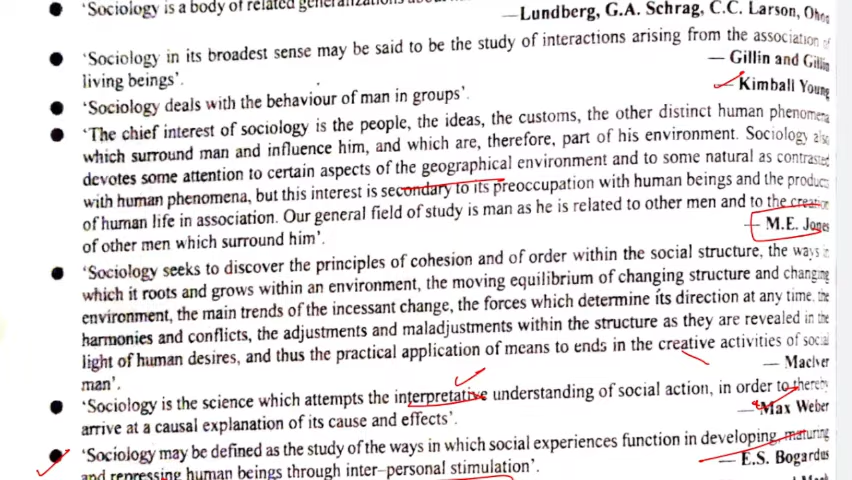 ● 'Sociology is a body of related generalizations about
—Lundberg, G.A. Schrag, C.C. Larson, Otto
● 'Sociology in its broadest sense may be said to be the study of interactions arising from the association of
living beings'.
— Gillin and Gillin
● 'Sociology deals with the behaviour of man in groups'.
— Kimball Young
● 'The chief interest of sociology is the people, the ideas, the customs, the other distinct human phenomena
which surround man and influence him, and which are, therefore, part of his environment. Sociology also
devotes some attention to certain aspects of the geographical environment and to some natural as contrasted
with human phenomena, but this interest is secondary to its preoccupation with human beings and the products
of human life in association. Our general field of study is man as he is related to other men and to the creation
of other men which surround him'.
— M.E. Jones
● 'Sociology seeks to discover the principles of cohesion and of order within the social structure, the ways in
which it roots and grows within an environment, the moving equilibrium of changing structure and changing
environment, the main trends of the incessant change, the forces which determine its direction at any time, the
harmonies and conflicts, the adjustments and maladjustments within the structure as they are revealed in the
light of human desires, and thus the practical application of means to ends in the creative activities of social
man'.
— MacIver
● 'Sociology is the science which attempts the interpretative understanding of social action, in order to thereby
arrive at a causal explanation of its cause and effects'.
— Max Weber
● 'Sociology may be defined as the study of the ways in which social experiences function in developing, maturing
and repressing human beings through inter-personal stimulation'.
— E.S. Bogardus